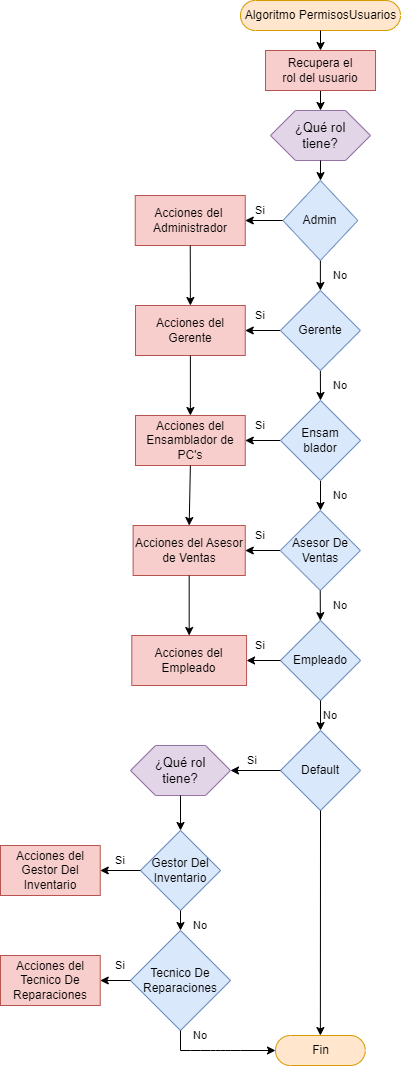 Algoritmo PermisosUsuarios
Recupera el
rol del usuario
¿Qué rol
tiene?
Admin
Si
Acciones del
Administrador
No
Gerente
Si
Acciones del
Gerente
No
Ensam
blador
Si
Acciones del
Ensamblador de
PC's
No
Asesor De
Ventas
Si
Acciones del Asesor
de Ventas
No
Empleado
Si
Acciones del
Empleado
No
Default
Si
¿Qué rol
tiene?
Gestor Del
Inventario
Si
Acciones del
Gestor Del
Inventario
No
Tecnico De
Reparaciones
Si
Acciones del
Tecnico De
Reparaciones
No
Fin